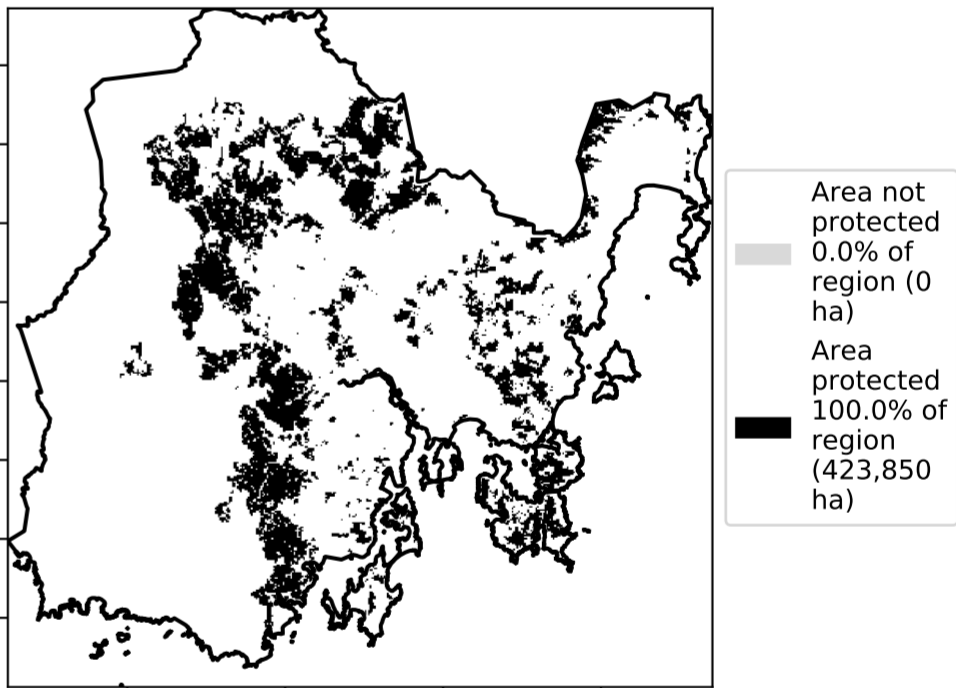 Area not
protected
0.0% of
region (0
ha)
Area
protected
100.0% of
region
(423,850
ha)